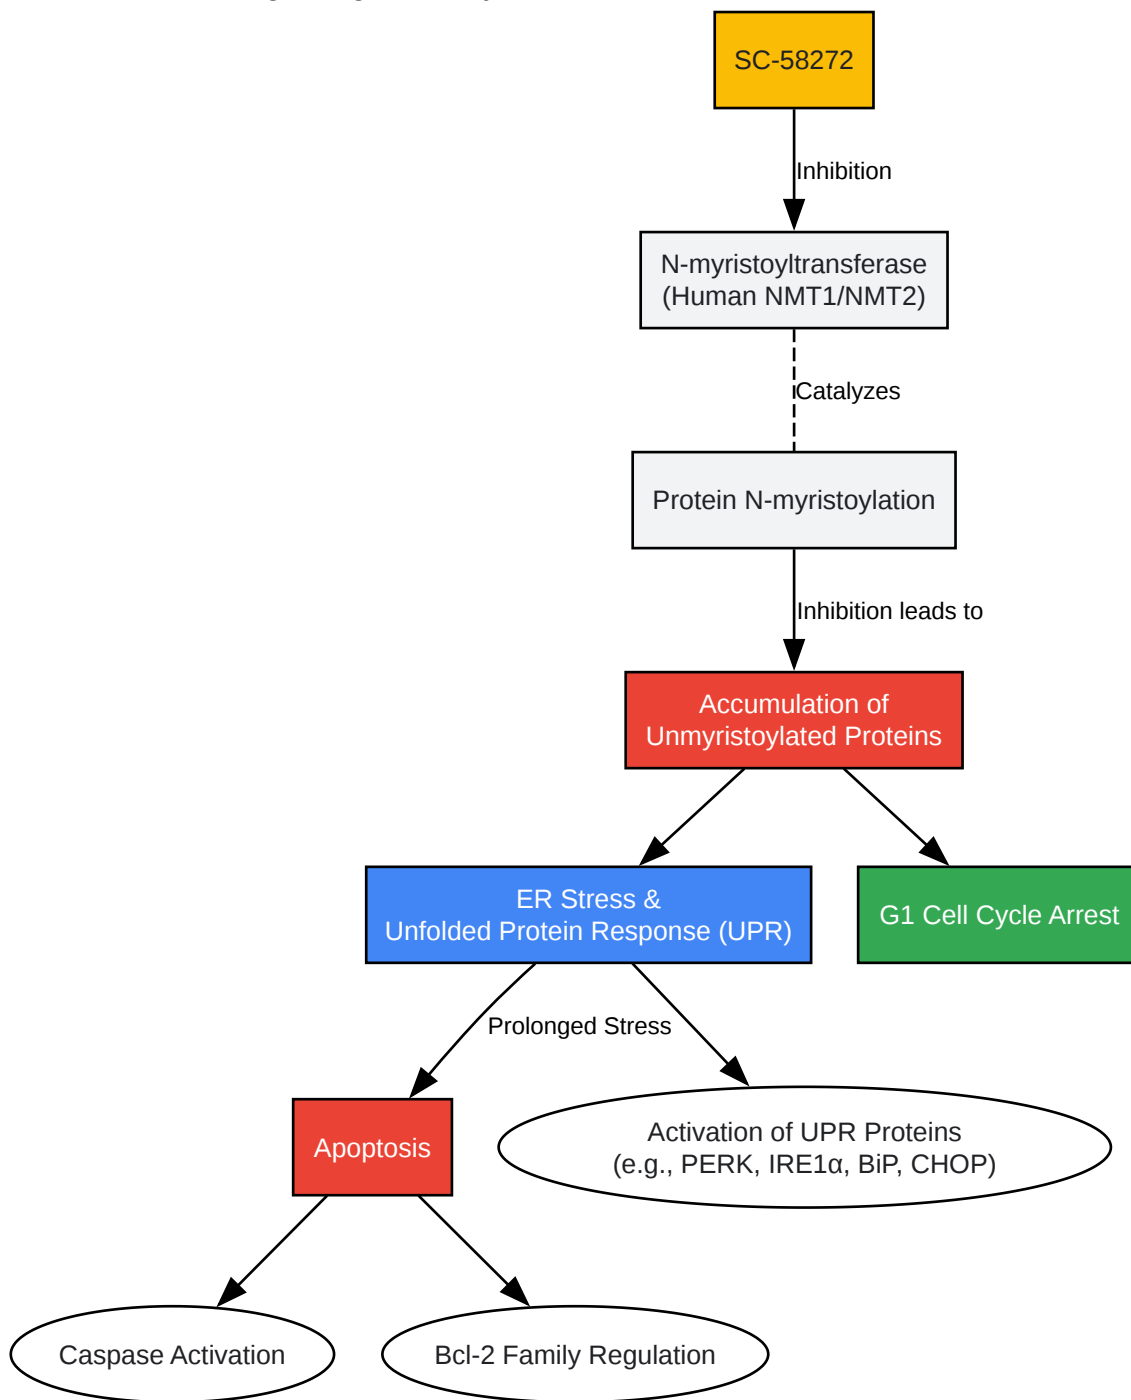 SC-58272
Inhibition
N-myristoyltransferase
(Human NMT1/NMT2)
Catalyzes
Protein N-myristoylation
Inhibition leads to
Accumulation of
Unmyristoylated Proteins
ER Stress &
Unfolded Protein Response (UPR)
G1 Cell Cycle Arrest
Prolonged Stress
Apoptosis
Activation of UPR Proteins
(e.g., PERK, IRE1α, BiP, CHOP)
Caspase Activation
Bcl-2 Family Regulation